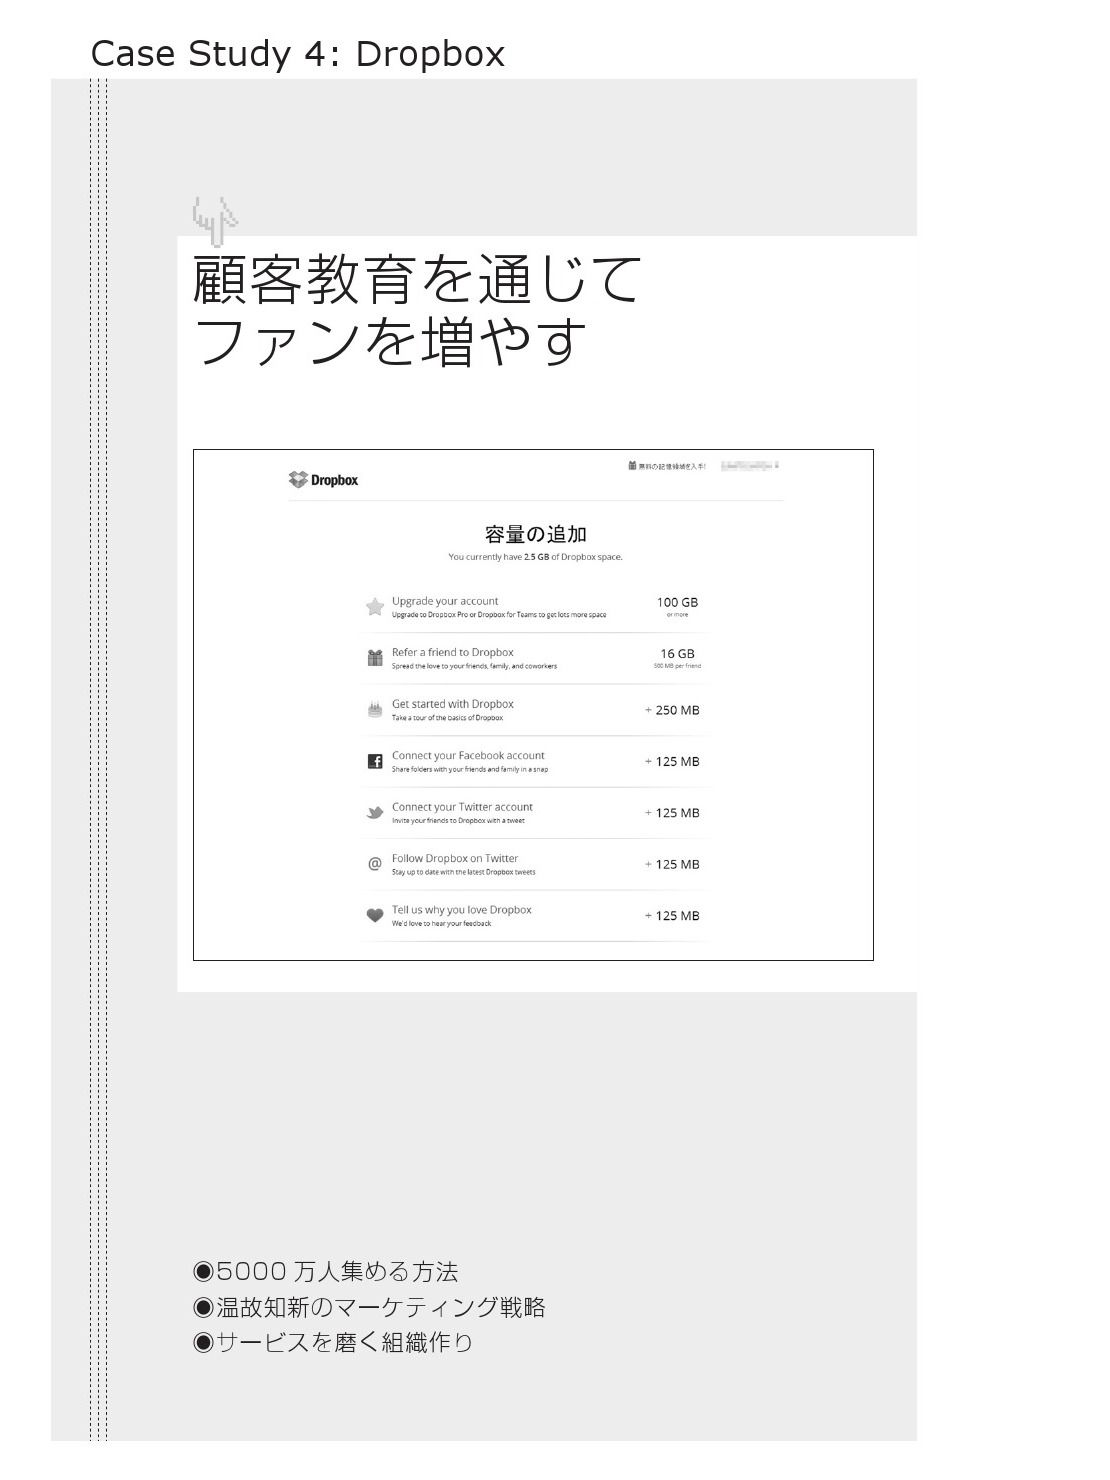 Case Study 4: Dropbox
顧客教育を通じて
ファンを増やす
Dropbox
無料の記憶領域を入手!
容量の追加
You currently have 2.5 GB of Dropbox space.
Upgrade your account
100 GB
Upgrade to Dropbox Pro or Dropbox for Teams to get lots more space
or more
Refer a friend to Dropbox
16 GB
Spread the love to your friends, family, and coworkers
500 MB per friend
Get started with Dropbox
+ 250 MB
Take a tour of the basics of Dropbox
Connect your Facebook account
+ 125 MB
Share folders with your friends and family in a snap
Connect your Twitter account
+ 125 MB
Invite your friends to Dropbox with a tweet
@
Follow Dropbox on Twitter
+ 125 MB
Stay up to date with the latest Dropbox tweets
Tell us why you love Dropbox
+ 125 MB
We'd love to hear your feedback
◉5000 万人集める方法
◉温故知新のマーケティング戦略
◉サービスを磨く組織作り